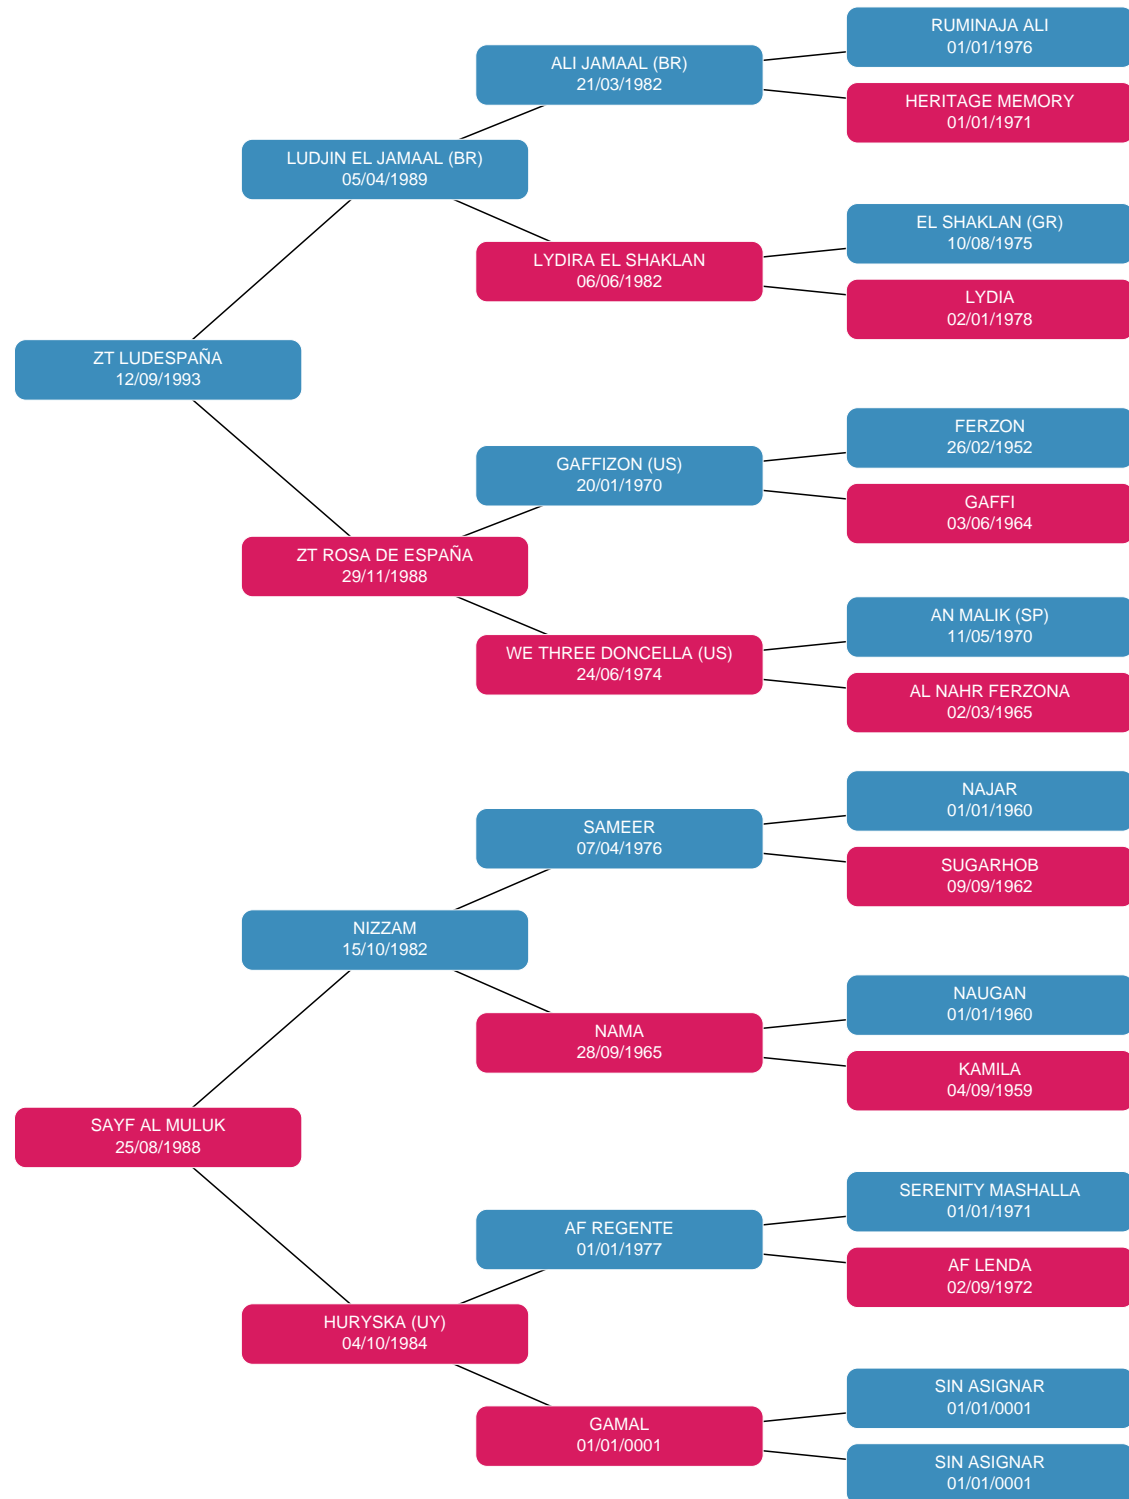 RUMINAJA ALI
01/01/1976
ALI JAMAAL (BR)
21/03/1982
HERITAGE MEMORY
01/01/1971
LUDJIN EL JAMAAL (BR)
05/04/1989
EL SHAKLAN (GR)
10/08/1975
LYDIRA EL SHAKLAN
06/06/1982
LYDIA
02/01/1978
ZT LUDESPAÑA
12/09/1993
FERZON
26/02/1952
GAFFIZON (US)
20/01/1970
GAFFI
03/06/1964
ZT ROSA DE ESPAÑA
29/11/1988
AN MALIK (SP)
11/05/1970
WE THREE DONCELLA (US)
24/06/1974
AL NAHR FERZONA
02/03/1965
NAJAR
01/01/1960
SAMEER
07/04/1976
SUGARHOB
09/09/1962
NIZZAM
15/10/1982
NAUGAN
01/01/1960
NAMA
28/09/1965
KAMILA
04/09/1959
SAYF AL MULUK
25/08/1988
SERENITY MASHALLA
01/01/1971
AF REGENTE
01/01/1977
AF LENDA
02/09/1972
HURYSKA (UY)
04/10/1984
SIN ASIGNAR
01/01/0001
GAMAL
01/01/0001
SIN ASIGNAR
01/01/0001